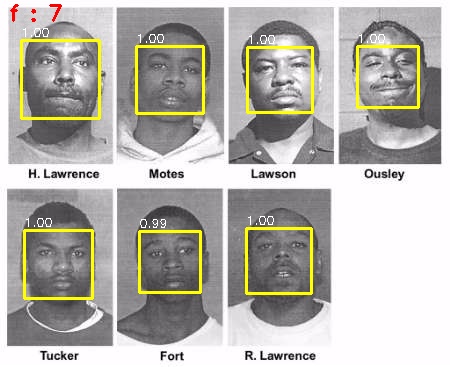 f : 7
1.00 1.00 1.00 1.00
H. Lawrence Motes Lawson Ousley
1.00 0.99 1.00
Tucker Fort R. Lawrence